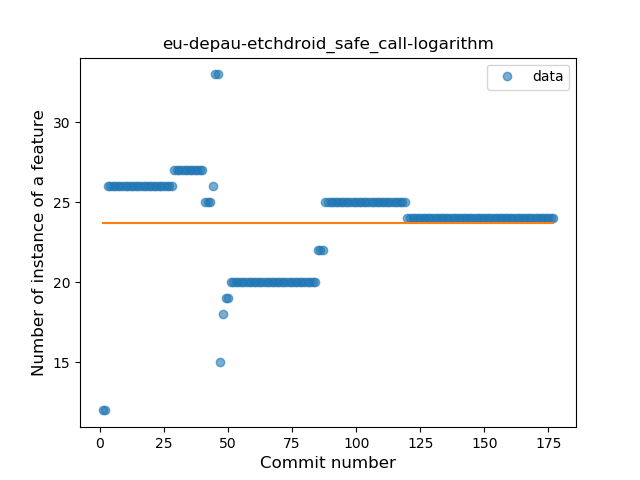 eu-depau-etchdroid_safe_call-logarithm
data
Number of instance of a feature
30
25
20
15
0 25 50 75 100 125 150 175
Commit number